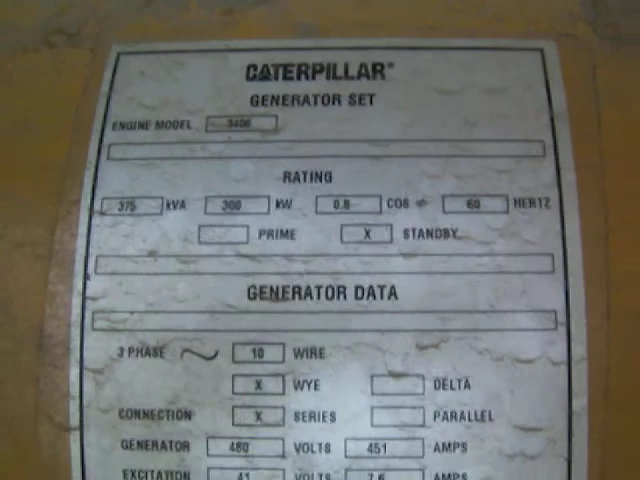 CATERPILLAR®
GENERATOR SET
ENGINE MODEL 3406
RATING
375 kVA 300 kW 0.8 COS 60 HERTZ
PRIME X STANDBY
GENERATOR DATA
3 PHASE 10 WIRE
X WYE DELTA
CONNECTION X SERIES PARALLEL
GENERATOR 480 VOLTS 451 AMPS
EXCITATION 41 VOLTS 7.6 AMPS